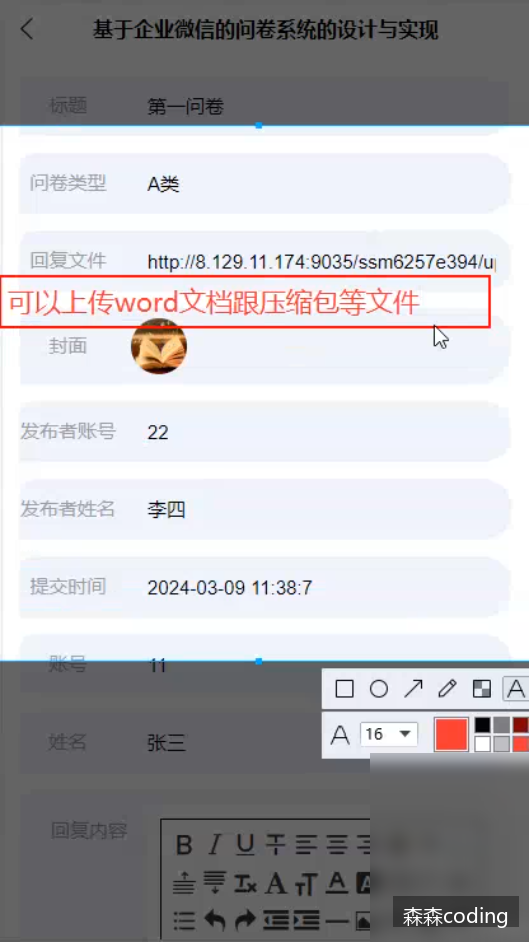 基于企业微信的问卷系统的设计与实现
标题 第一问卷
问卷类型 A类
回复文件 http://8.129.11.174:9035/ssm6257e394/up
可以上传word文档跟压缩包等文件
封面
发布者账号 22
发布者姓名 李四
提交时间 2024-03-09 11:38:7
账号 11
A
A 16
姓名 张三
回复内容
B I U
森森coding